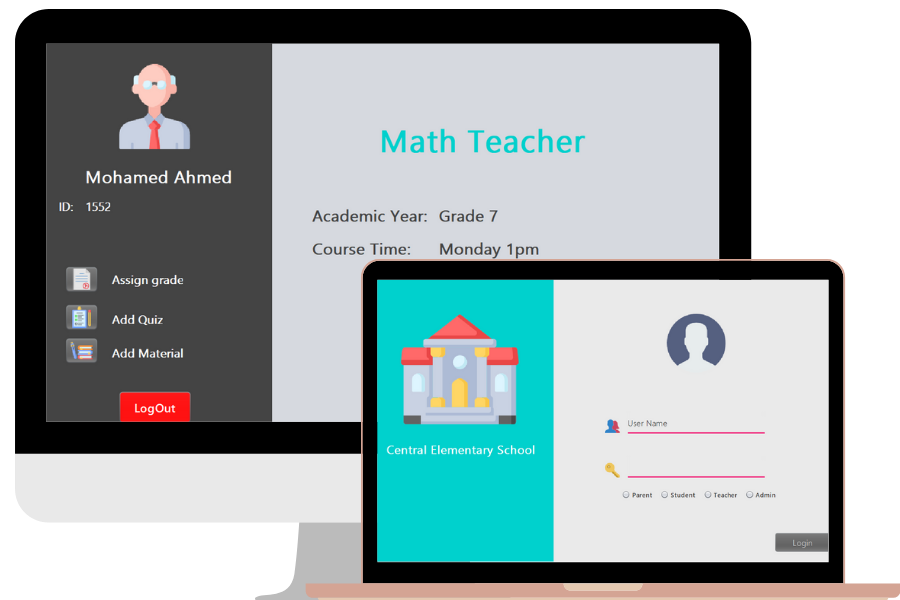 Mohamed Ahmed
ID: 1552
Assign grade
Add Quiz
Add Material
LogOut
Math Teacher
Academic Year: Grade 7
Course Time: Monday 1pm
Central Elementary School
User Name
Parent Student Teacher Admin
Login